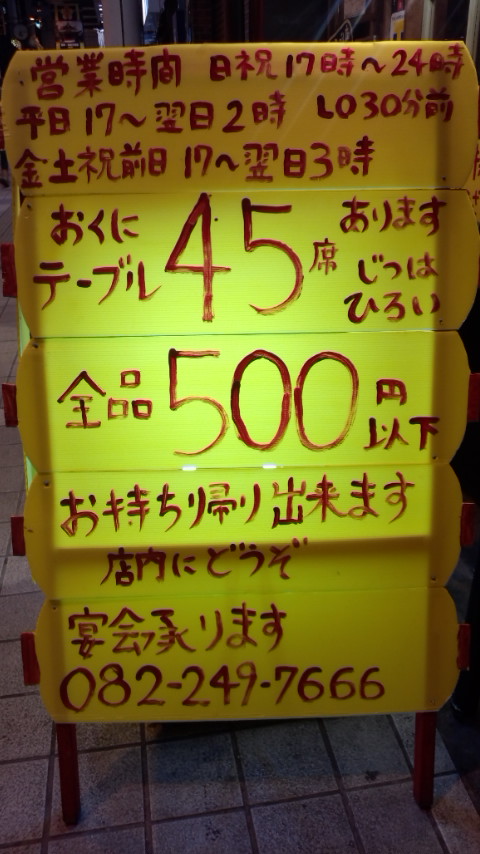 営業時間 日祝17時～24時
平日17～翌日2時 LO30分前
金土祝前日17～翌日3時
おくに
テーブル
45
席
あります
じつは
ひろい
全品
500
円
以下
お持ち帰り出来ます
店内にどうぞ
宴会承ります
082-249-7666